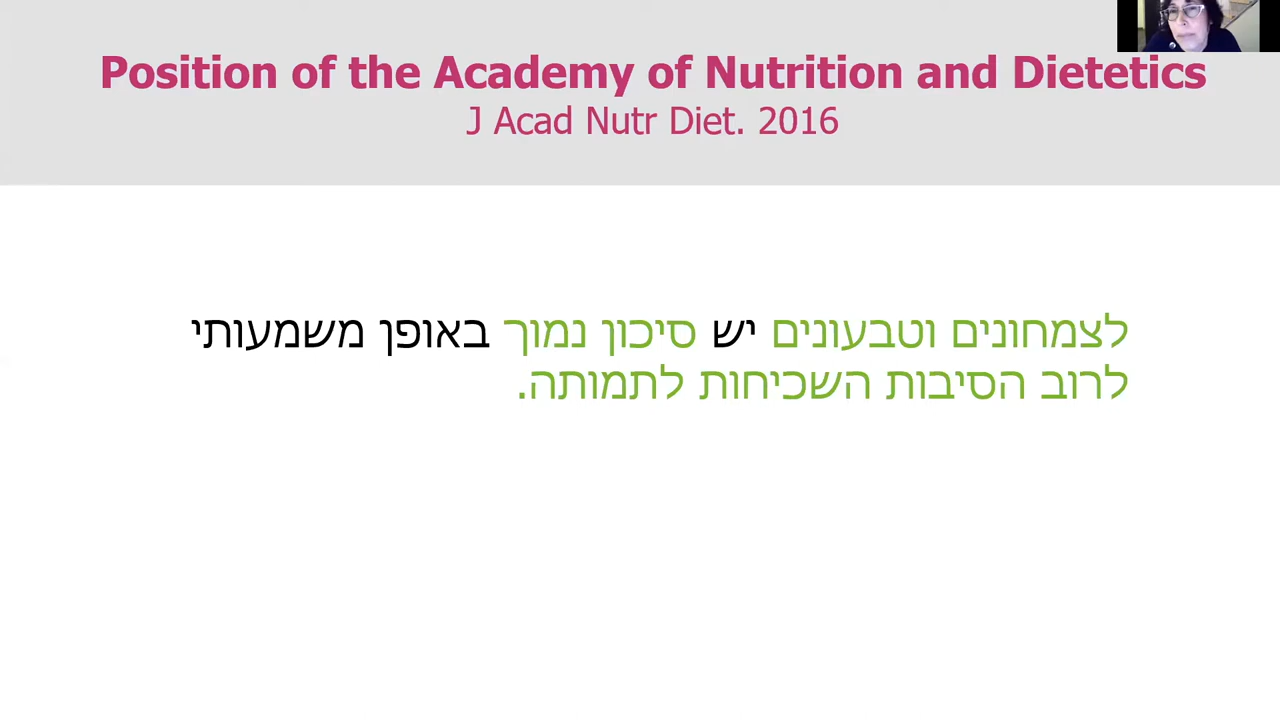 Position of the Academy of Nutrition and Dietetics
J Acad Nutr Diet. 2016
לצמחונים וטבעונים יש סיכון נמוך באופן משמעותי
לרוב הסיבות השכיחות לתמותה.